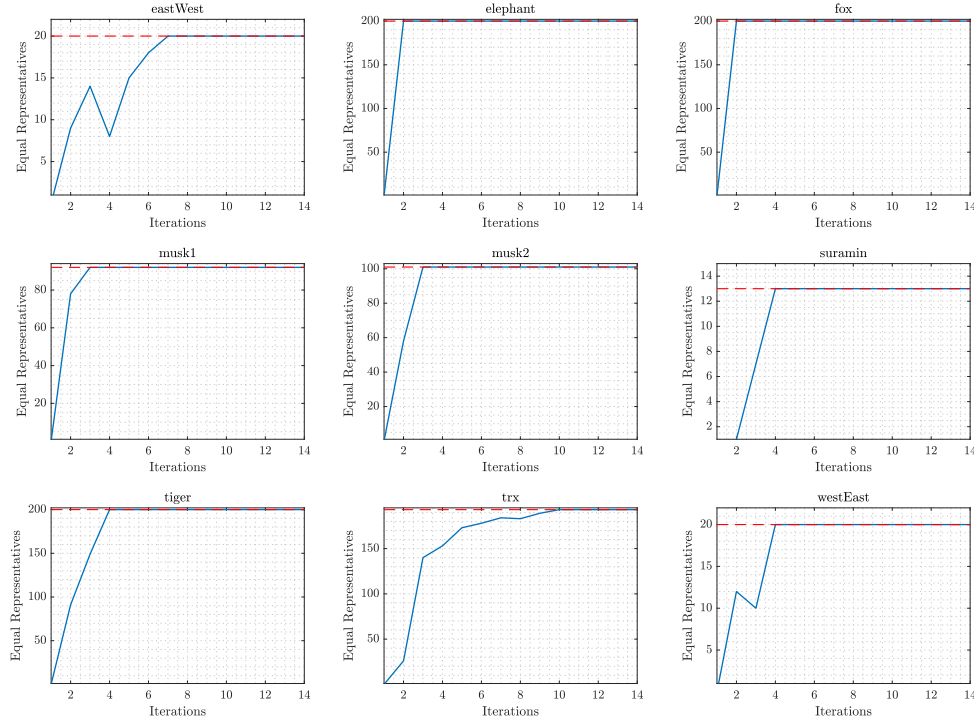 eastWest
Equal Representatives
20
15
10
5
2 4 6 8 10 12 14
Iterations
elephant
Equal Representatives
200
150
100
50
2 4 6 8 10 12 14
Iterations
fox
Equal Representatives
200
150
100
50
2 4 6 8 10 12 14
Iterations
musk1
Equal Representatives
80
60
40
20
2 4 6 8 10 12 14
Iterations
musk2
Equal Representatives
100
80
60
40
20
2 4 6 8 10 12 14
Iterations
suramin
Equal Representatives
14
12
10
8
6
4
2
2 4 6 8 10 12 14
Iterations
tiger
Equal Representatives
200
150
100
50
2 4 6 8 10 12 14
Iterations
trx
Equal Representatives
150
100
50
2 4 6 8 10 12 14
Iterations
westEast
Equal Representatives
20
15
10
5
2 4 6 8 10 12 14
Iterations